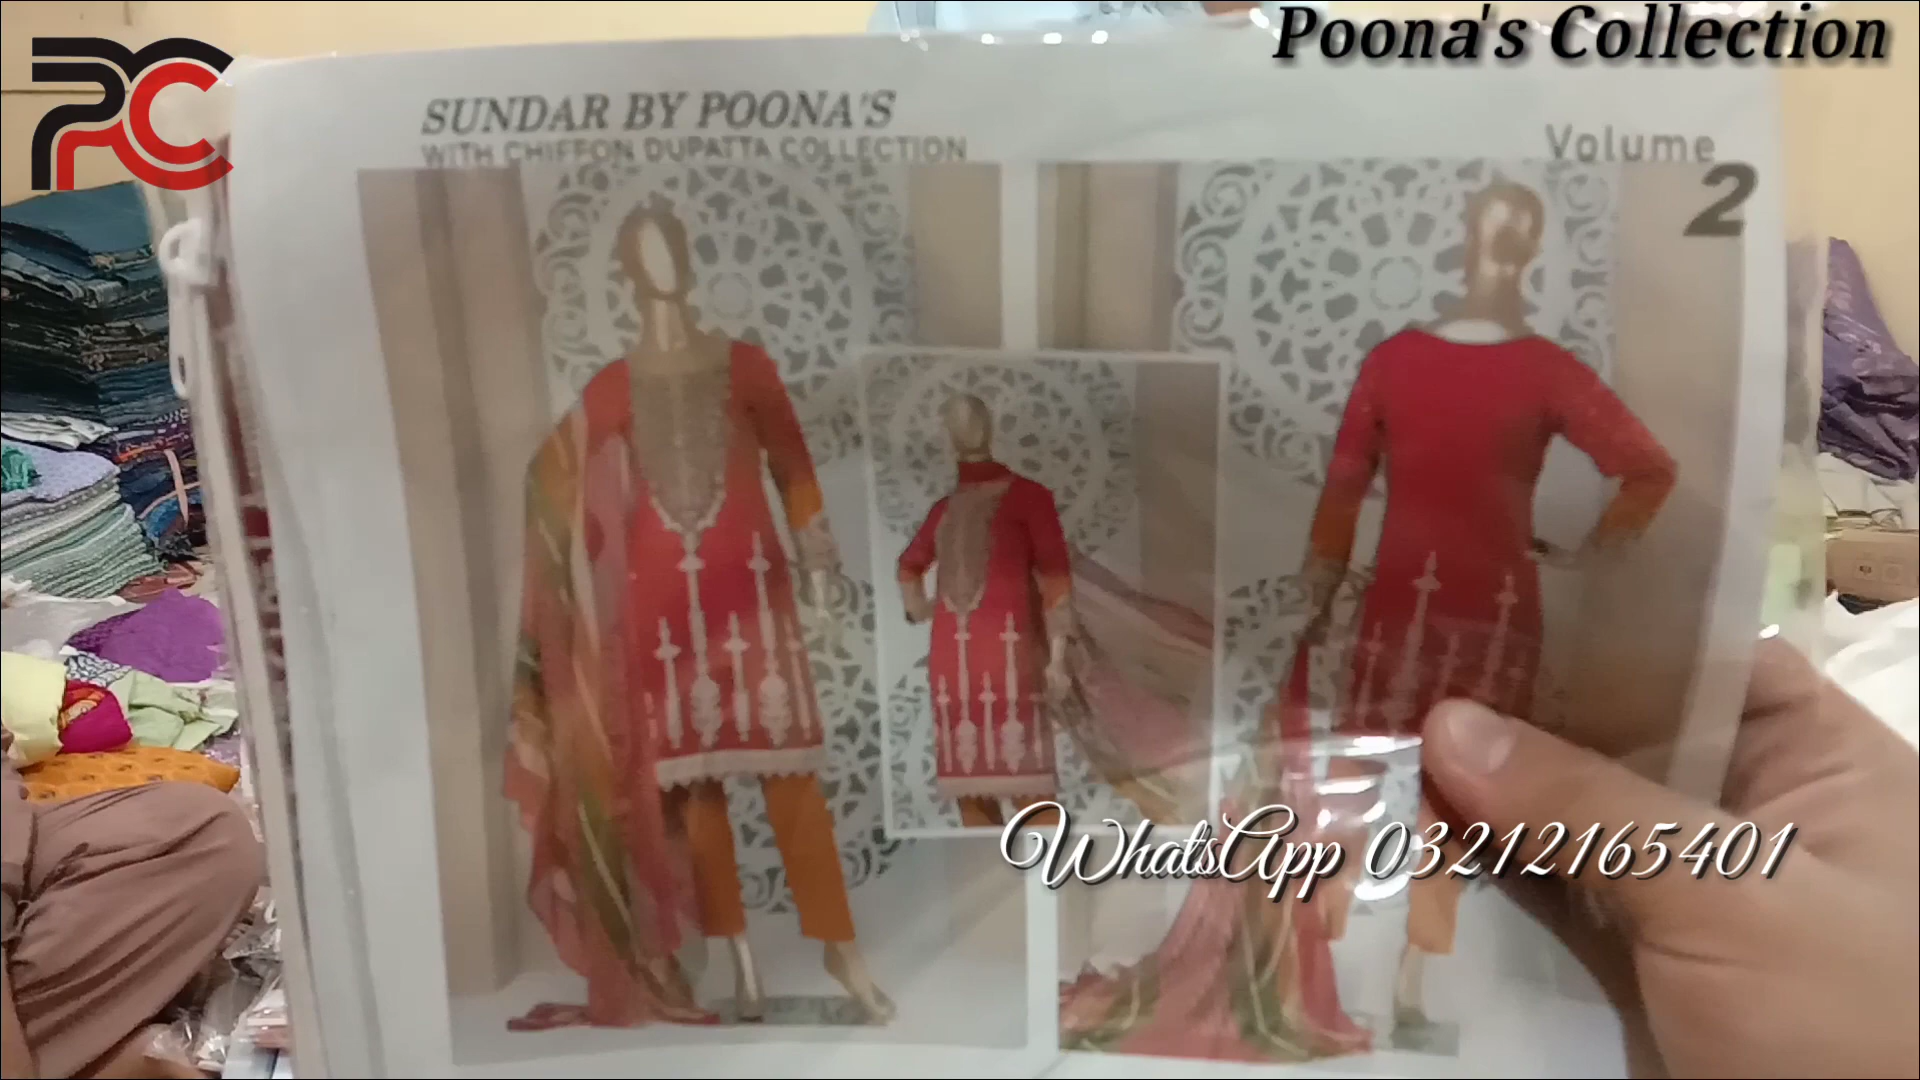 Poona's Collection
PC
SUNDAR BY POONA'S
WITH CHIFFON DUPATTA COLLECTION
Volume
2
WhatsApp 03212165401